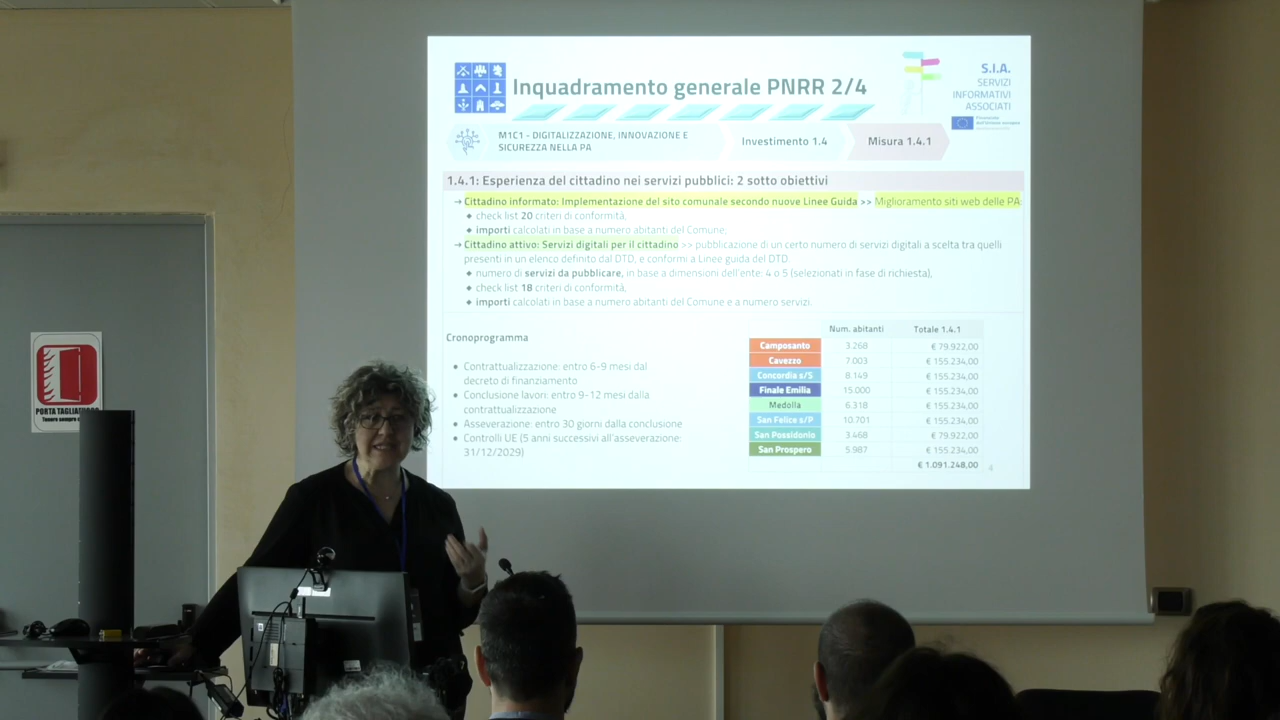 Inquadramento generale PNRR 2/4
S.I.A.
SERVIZI
INFORMATIVI
ASSOCIATI
M1C1 - DIGITALIZZAZIONE, INNOVAZIONE E
SICUREZZA NELLA PA
Investimento 1.4
Misura 1.4.1
1.4.1: Esperienza del cittadino nei servizi pubblici: 2 sotto obiettivi
→ Cittadino informato: Implementazione del sito comunale secondo nuove Linee Guida >> Miglioramento siti web delle PA
◆ check list 20 criteri di conformità,
◆ importi calcolati in base a numero abitanti del Comune;
→ Cittadino attivo: Servizi digitali per il cittadino >> pubblicazione di un certo numero di servizi digitali a scelta tra quelli
presenti in un elenco definito dal DTD, e conformi a Linee guida del DTD.
◆ numero di servizi da pubblicare, in base a dimensioni dell'ente: 4 o 5 (selezionati in fase di richiesta),
◆ check list 18 criteri di conformità,
◆ importi calcolati in base a numero abitanti del Comune e a numero servizi.
Cronoprogramma
● Contrattualizzazione: entro 6-9 mesi dal
decreto di finanziamento
● Conclusione lavori: entro 9-12 mesi dalla
contrattualizzazione
● Asseverazione: entro 30 giorni dalla conclusione
● Controlli UE (5 anni successivi all'asseverazione:
31/12/2029)
Num. abitanti Totale 1.4.1
Camposanto 3.268 € 79.922,00
Cavezzo 7.003 € 155.234,00
Concordia s/S 8.149 € 155.234,00
Finale Emilia 15.000 € 155.234,00
Medolla 6.318 € 155.234,00
San Felice s/P 10.701 € 155.234,00
San Possidonio 3.468 € 79.922,00
San Prospero 5.987 € 155.234,00
€ 1.091.248,00
PORTA TAGLIAFUOCO